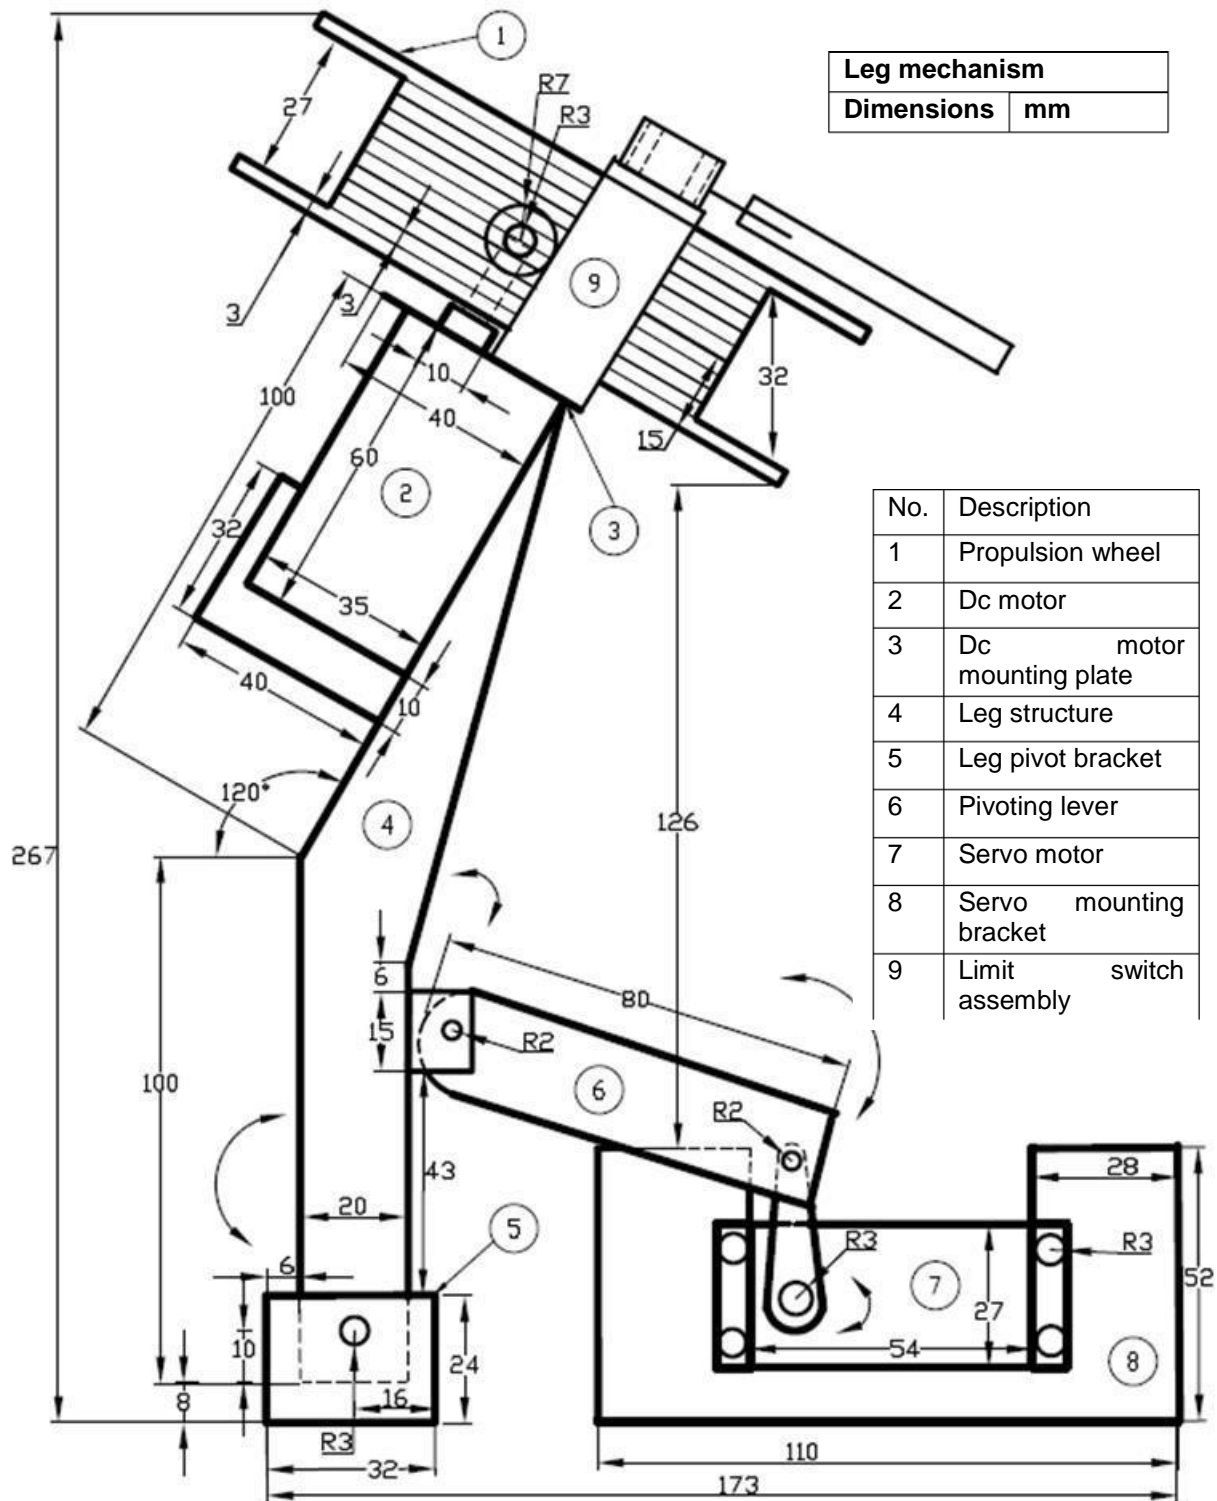 1
Leg mechanism
Dimensions mm
R7
27
R3
9
3
3
10
32
100
40
15
60
2
No. Description
3
1 Propulsion wheel
32
2 Dc motor
35
3 Dc motor
mounting plate
40
10
4 Leg structure
5 Leg pivot bracket
120°
6 Pivoting lever
4
126
267
7 Servo motor
8 Servo mounting
bracket
6
9 Limit switch
assembly
80
15
R2
100
6
R2
43
28
20
5
R3
R3
6
52
7
27
10
24
54
8
8
16
R3
110
32
173